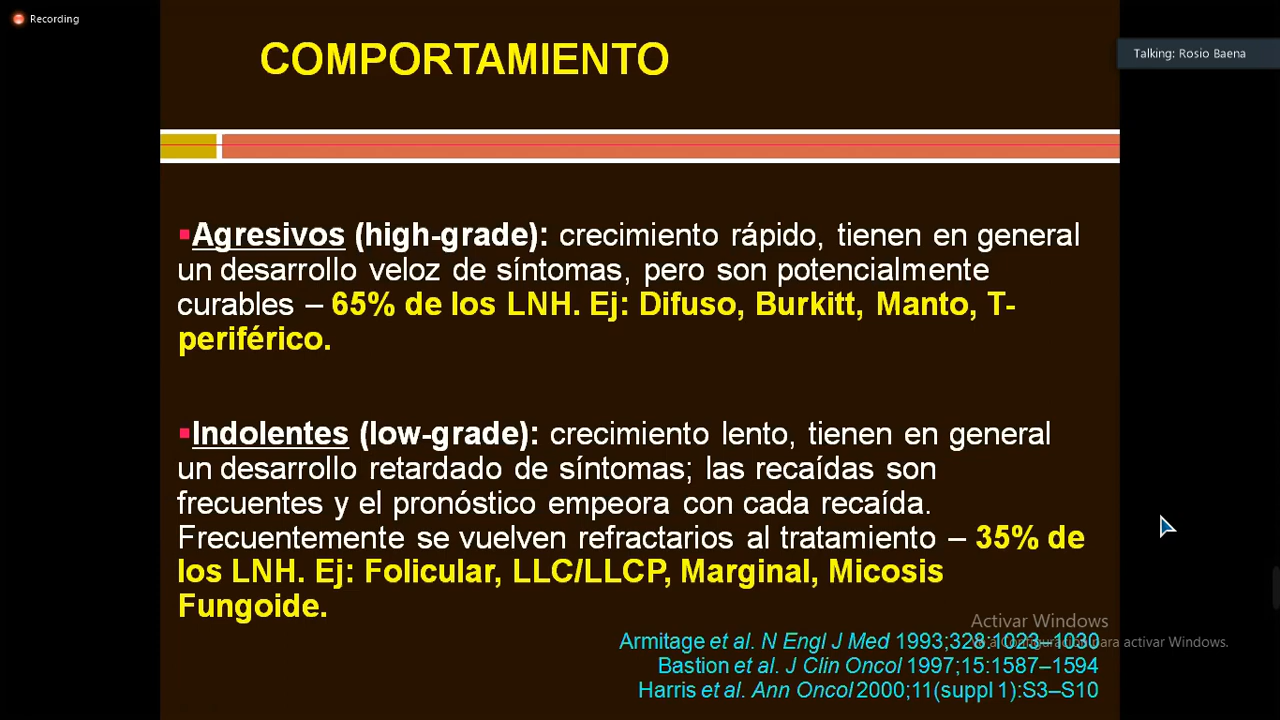 Recording
COMPORTAMIENTO
Talking: Rosio Baena
Agresivos (high-grade): crecimiento rápido, tienen en general
un desarrollo veloz de síntomas, pero son potencialmente
curables – 65% de los LNH. Ej: Difuso, Burkitt, Manto, T-
periférico.
Indolentes (low-grade): crecimiento lento, tienen en general
un desarrollo retardado de síntomas; las recaídas son
frecuentes y el pronóstico empeora con cada recaída.
Frecuentemente se vuelven refractarios al tratamiento – 35% de
los LNH. Ej: Folicular, LLC/LLCP, Marginal, Micosis
Fungoide.
Activar Windows
Armitage et al. N Engl J Med 1993;328:1023–1030
a Configuración para activar Windows.
Bastion et al. J Clin Oncol 1997;15:1587–1594
Harris et al. Ann Oncol 2000;11(suppl 1):S3–S10